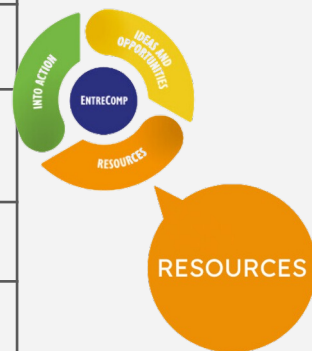 IDEAS AND
OPPORTUNITIES
INTO ACTION
ENTRECOMP
RESOURCES
RESOURCES